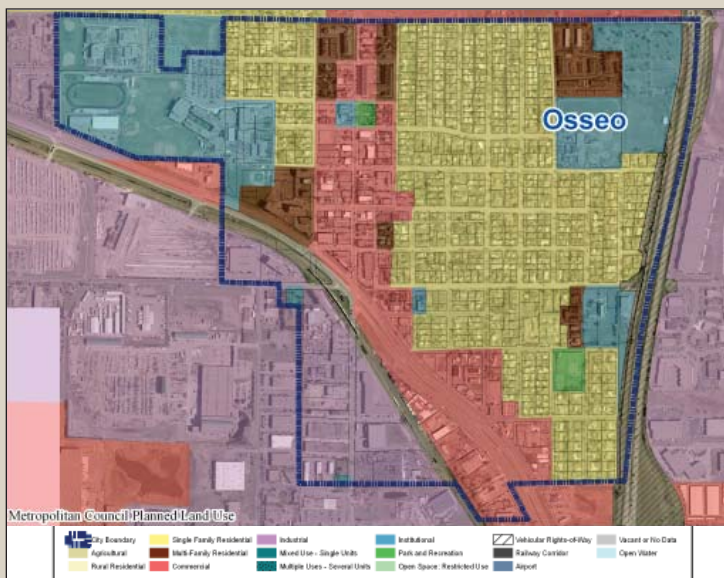 Osseo
Metropolitan Council Planned Land Use
City Boundary
Single Family Residential
Industrial
Institutional
Vehicular Rights-of-Way
Vacant or No Data
Agricultural
Multi-Family Residential
Mixed Use - Single Units
Park and Recreation
Railway Corridor
Open Water
Rural Residential
Commercial
Multiple Uses - Several Units
Open Space: Restricted Use
Airport